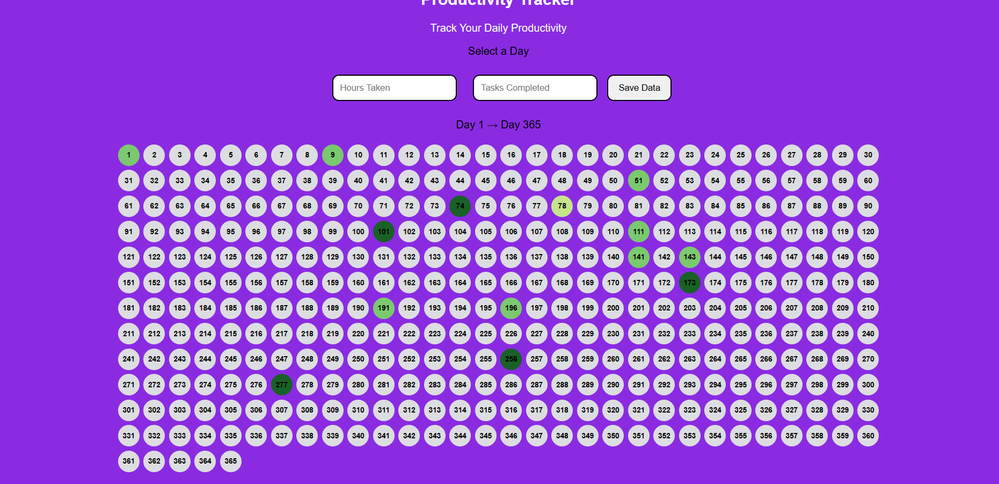 Productivity Tracker
Track Your Daily Productivity
Select a Day
Hours Taken Tasks Completed Save Data
Day 1 → Day 365
1 2 3 4 5 6 7 8 9 10 11 12 13 14 15 16 17 18 19 20 21 22 23 24 25 26 27 28 29 30
31 32 33 34 35 36 37 38 39 40 41 42 43 44 45 46 47 48 49 50 51 52 53 54 55 56 57 58 59 60
61 62 63 64 65 66 67 68 69 70 71 72 73 74 75 76 77 78 79 80 81 82 83 84 85 86 87 88 89 90
91 92 93 94 95 96 97 98 99 100 101 102 103 104 105 106 107 108 109 110 111 112 113 114 115 116 117 118 119 120
121 122 123 124 125 126 127 128 129 130 131 132 133 134 135 136 137 138 139 140 141 142 143 144 145 146 147 148 149 150
151 152 153 154 155 156 157 158 159 160 161 162 163 164 165 166 167 168 169 170 171 172 173 174 175 176 177 178 179 180
181 182 183 184 185 186 187 188 189 190 191 192 193 194 195 196 197 198 199 200 201 202 203 204 205 206 207 208 209 210
211 212 213 214 215 216 217 218 219 220 221 222 223 224 225 226 227 228 229 230 231 232 233 234 235 236 237 238 239 240
241 242 243 244 245 246 247 248 249 250 251 252 253 254 255 256 257 258 259 260 261 262 263 264 265 266 267 268 269 270
271 272 273 274 275 276 277 278 279 280 281 282 283 284 285 286 287 288 289 290 291 292 293 294 295 296 297 298 299 300
301 302 303 304 305 306 307 308 309 310 311 312 313 314 315 316 317 318 319 320 321 322 323 324 325 326 327 328 329 330
331 332 333 334 335 336 337 338 339 340 341 342 343 344 345 346 347 348 349 350 351 352 353 354 355 356 357 358 359 360
361 362 363 364 365